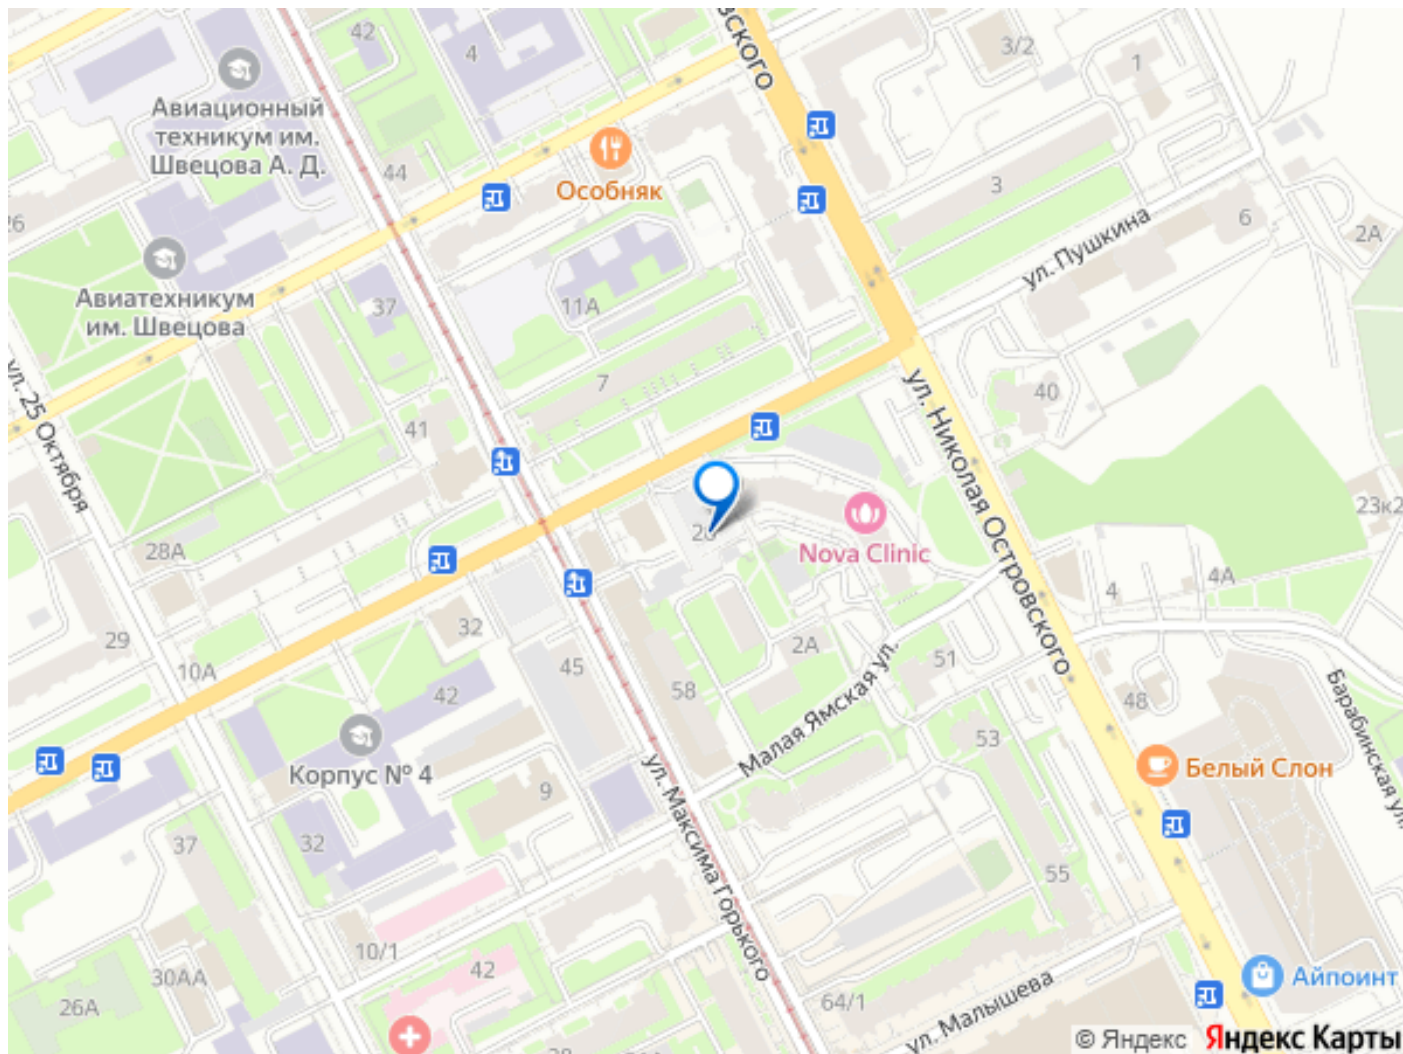 42
4
вского
3/2
1
Авиационный
техникум им.
Швецова А. Д.
44
Особняк
3
6
26
ул. Пушкина
2А
Авиатехникум
им. Швецова
37
11А
7
40
ул. 25 Октября
41
ул. Николая Островского
23к2
28А
Nova Clinic
4А
4
29
32
10А
2А
51
45
42
58
48
Малая Ямская ул.
53
Барабинская ул.
Корпус № 4
9
Белый Слон
37
32
ул. Максима Горького
55
10/1
42
30АА
26А
64/1
ул. Малышева
Айпоинт
© Яндекс Яндекс Карты